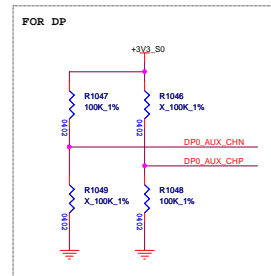 FOR DP
+3V3_S0
R1047
100K_1%
0402
R1046
X_100K_1%
0402
DP0_AUX_CHN
DP0_AUX_CHP
R1049
X_100K_1%
0402
R1048
100K_1%
0402